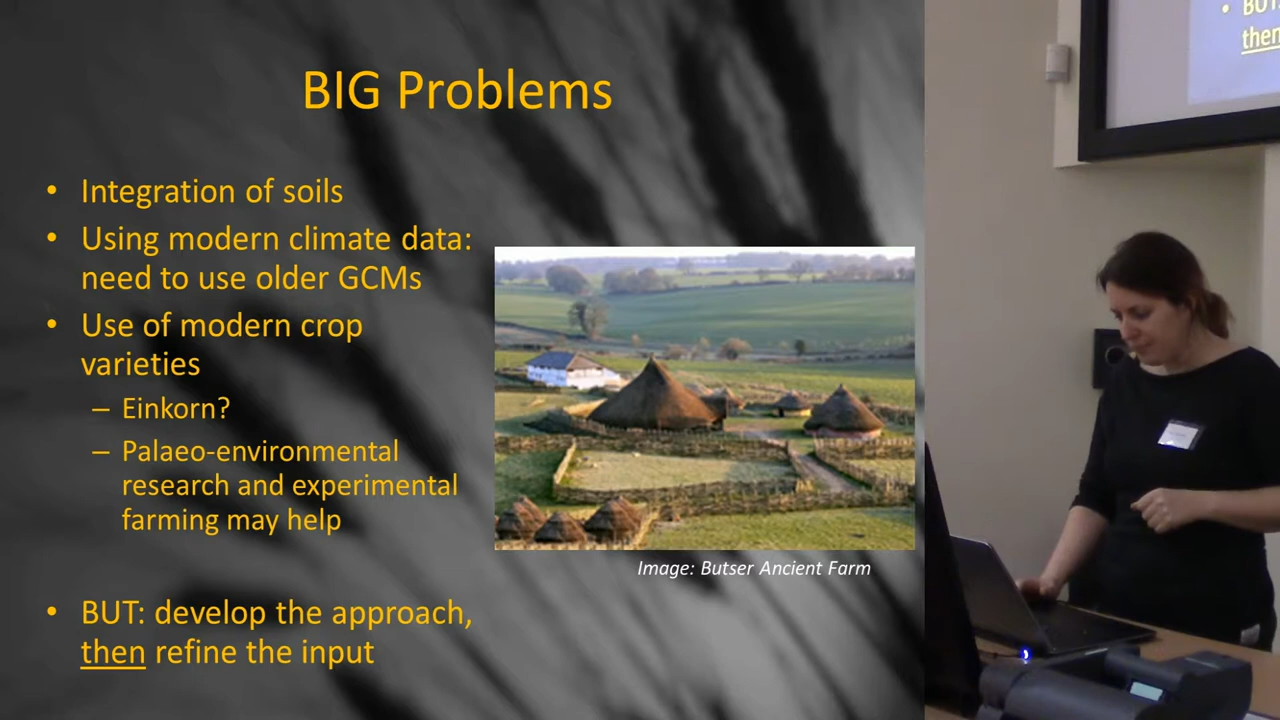 BIG Problems
• Integration of soils
• Using modern climate data:
need to use older GCMs
• Use of modern crop
varieties
– Einkorn?
– Palaeo-environmental
research and experimental
farming may help
Image: Butser Ancient Farm
• BUT: develop the approach,
then refine the input
• BUT
then